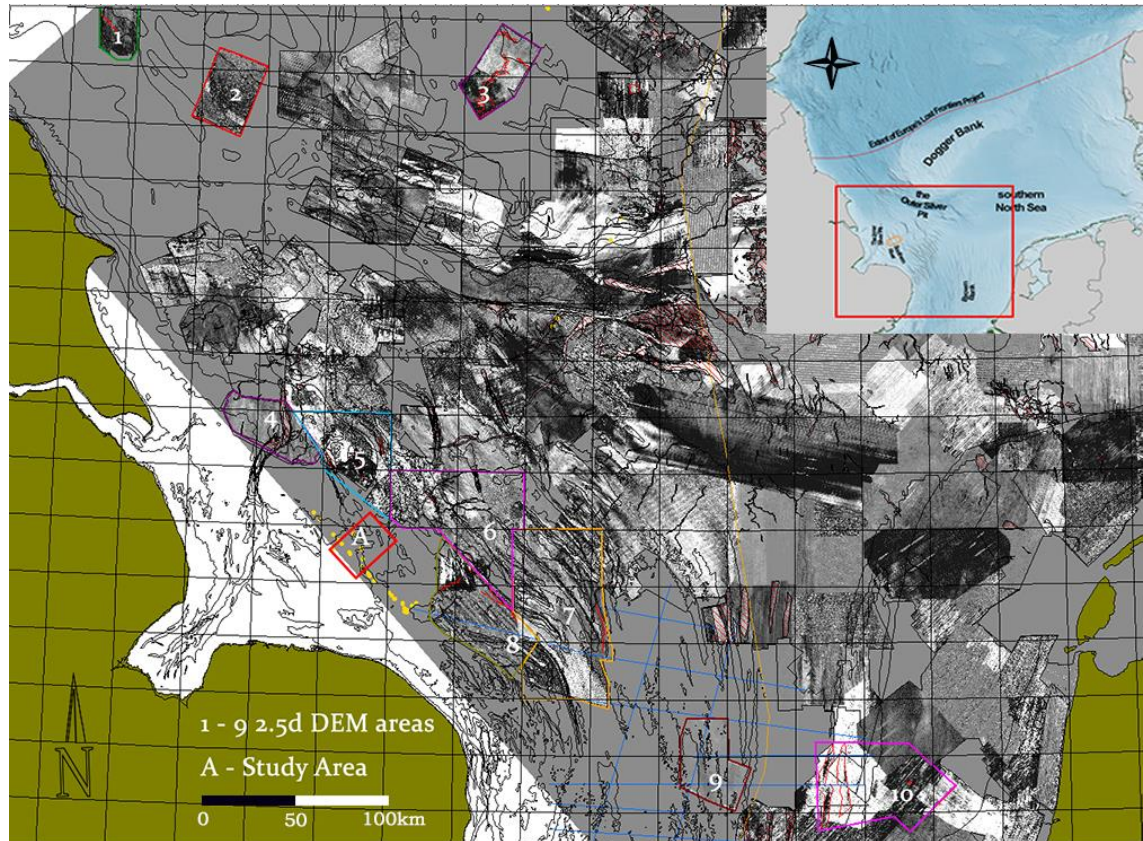 1
2
3
Extent of Europe's Lost Frontiers Project
Dogger Bank
the
Outer Silver
Pit
southern
North Sea
4
5
A
6
7
8
9
10
N
1 - 9 2.5d DEM areas
A - Study Area
0 50 100km